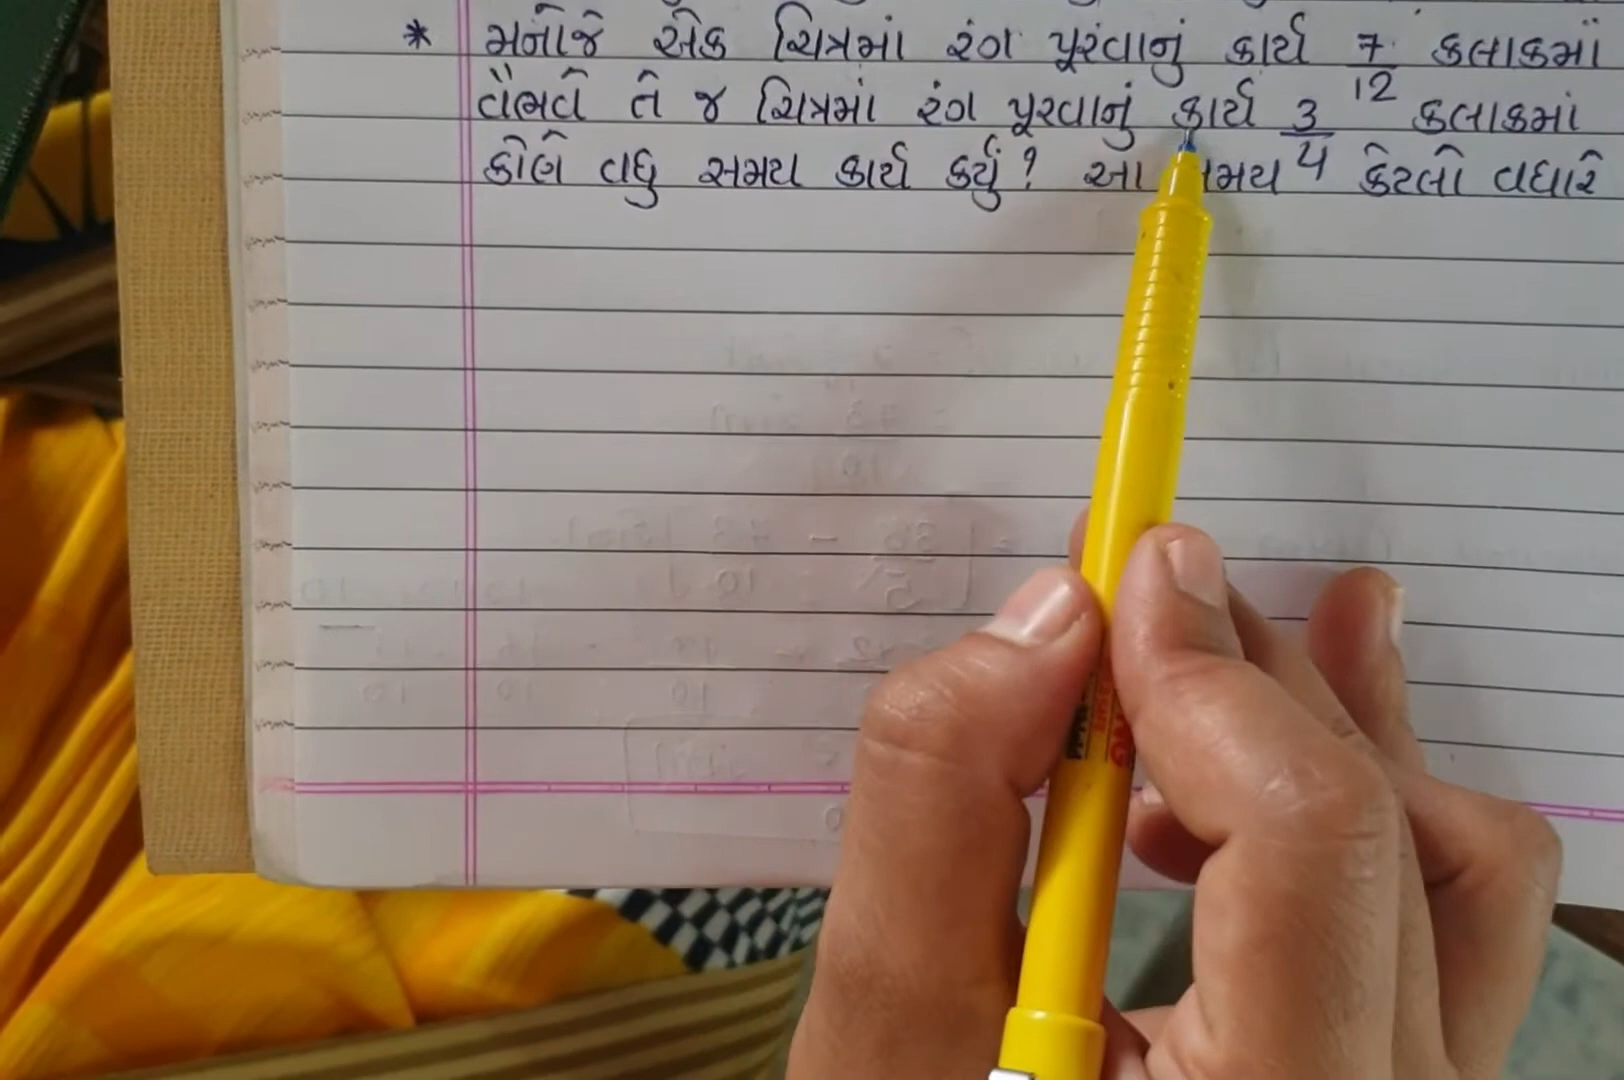 * મનોજે એક ચિત્રમાં રંગ પૂરવાનું કાર્ય 7/12 કલાકમાં
વૈભવે તે જ ચિત્રમાં રંગ પૂરવાનું કાર્ય 3/4 કલાકમાં
કોણે વધુ સમય કાર્ય કર્યું? આ સમય કેટલો વધારે